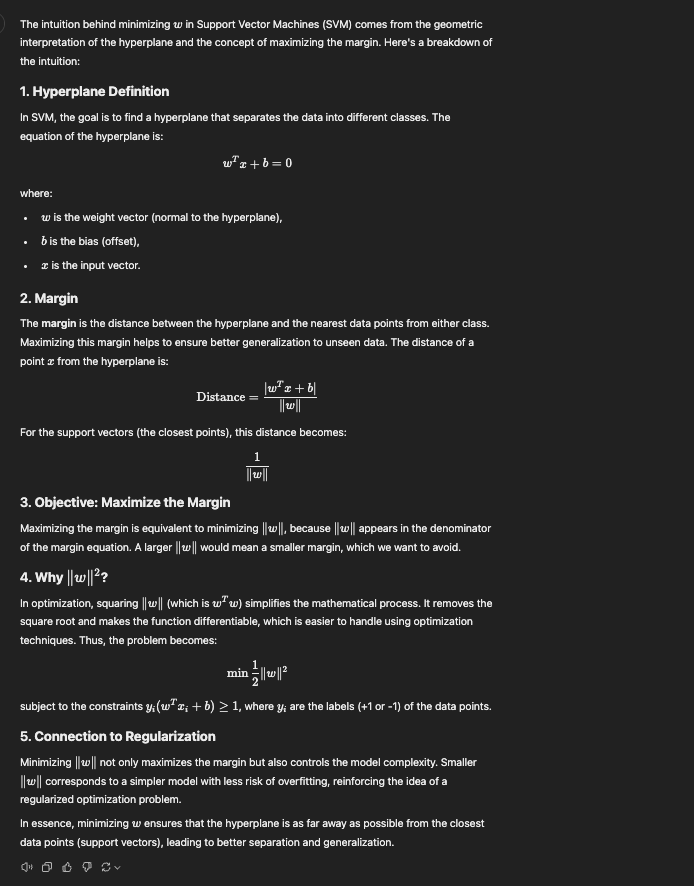 The intuition behind minimizing w in Support Vector Machines (SVM) comes from the geometric
interpretation of the hyperplane and the concept of maximizing the margin. Here's a breakdown of
the intuition:
1. Hyperplane Definition
In SVM, the goal is to find a hyperplane that separates the data into different classes. The
equation of the hyperplane is:
w^T x + b = 0
where:
• w is the weight vector (normal to the hyperplane),
• b is the bias (offset),
• x is the input vector.
2. Margin
The margin is the distance between the hyperplane and the nearest data points from either class.
Maximizing this margin helps to ensure better generalization to unseen data. The distance of a
point x from the hyperplane is:
Distance = |w^T x + b| / ‖w‖
For the support vectors (the closest points), this distance becomes:
1 / ‖w‖
3. Objective: Maximize the Margin
Maximizing the margin is equivalent to minimizing ‖w‖, because ‖w‖ appears in the denominator
of the margin equation. A larger ‖w‖ would mean a smaller margin, which we want to avoid.
4. Why ‖w‖²?
In optimization, squaring ‖w‖ (which is w^T w) simplifies the mathematical process. It removes the
square root and makes the function differentiable, which is easier to handle using optimization
techniques. Thus, the problem becomes:
min 1/2 ‖w‖²
subject to the constraints y_i(w^T x_i + b) ≥ 1, where y_i are the labels (+1 or -1) of the data points.
5. Connection to Regularization
Minimizing ‖w‖ not only maximizes the margin but also controls the model complexity. Smaller
‖w‖ corresponds to a simpler model with less risk of overfitting, reinforcing the idea of a
regularized optimization problem.
In essence, minimizing w ensures that the hyperplane is as far away as possible from the closest
data points (support vectors), leading to better separation and generalization.